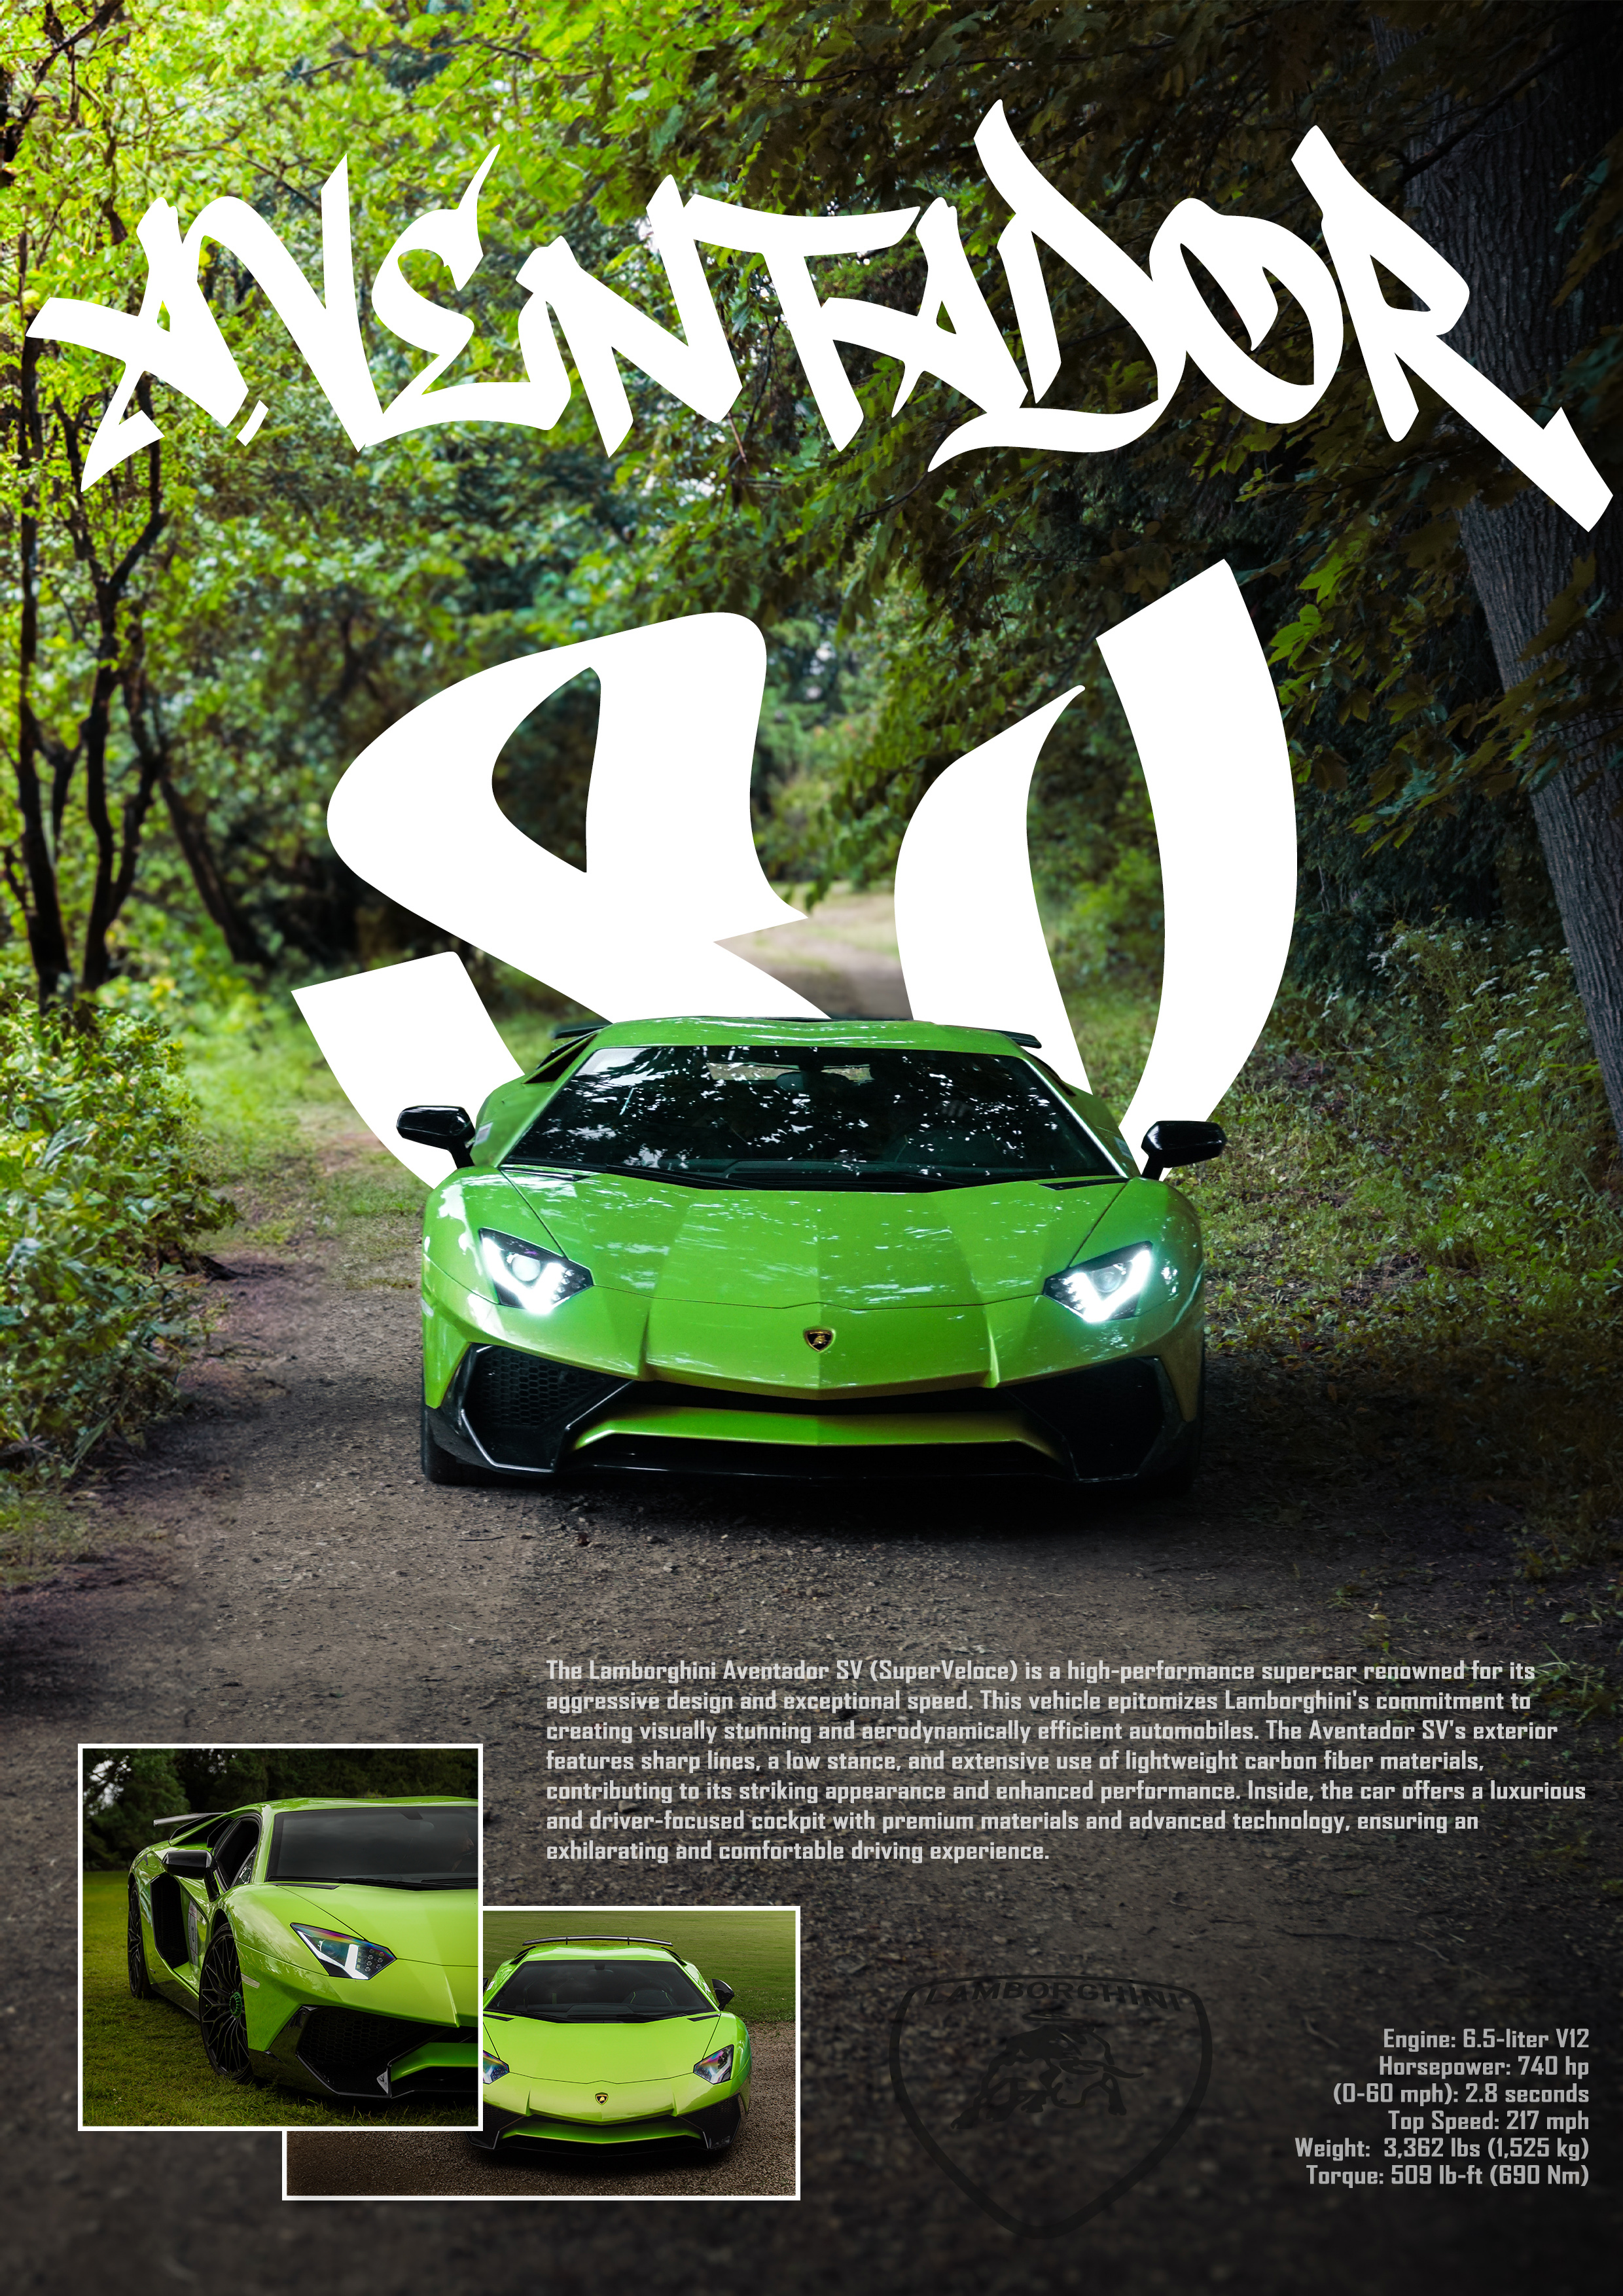 AVENTADOR
SV
The Lamborghini Aventador SV (SuperVeloce) is a high-performance supercar renowned for its
aggressive design and exceptional speed. This vehicle epitomizes Lamborghini's commitment to
creating visually stunning and aerodynamically efficient automobiles. The Aventador SV's exterior
features sharp lines, a low stance, and extensive use of lightweight carbon fiber materials,
contributing to its striking appearance and enhanced performance. Inside, the car offers a luxurious
and driver-focused cockpit with premium materials and advanced technology, ensuring an
exhilarating and comfortable driving experience.
LAMBORGHINI
Engine: 6.5-liter V12
Horsepower: 740 hp
(0-60 mph): 2.8 seconds
Top Speed: 217 mph
Weight:  3,362 lbs (1,525 kg)
Torque: 509 lb-ft (690 Nm)